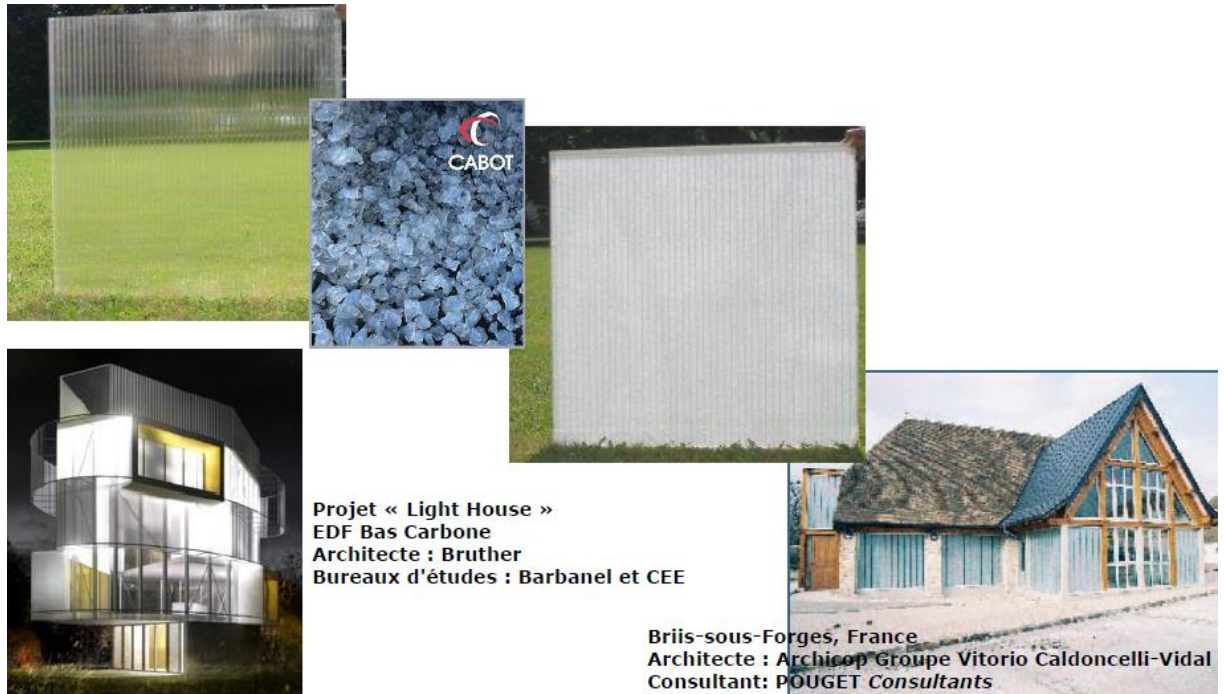 CABOT
Projet « Light House »
EDF Bas Carbone
Architecte : Bruther
Bureaux d'études : Barbanel et CEE
Briis-sous-Forges, France
Architecte : Archicop Groupe Vitorio Caldoncelli-Vidal
Consultant: POUGET Consultants